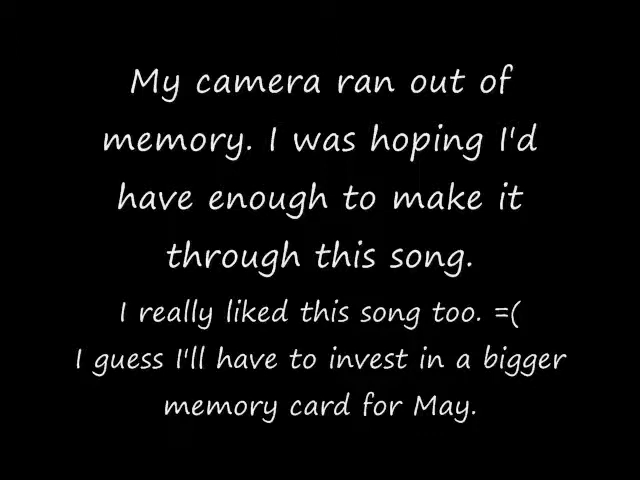 My camera ran out of
memory. I was hoping I'd
have enough to make it
through this song.
I really liked this song too. =(
I guess I'll have to invest in a bigger
memory card for May.